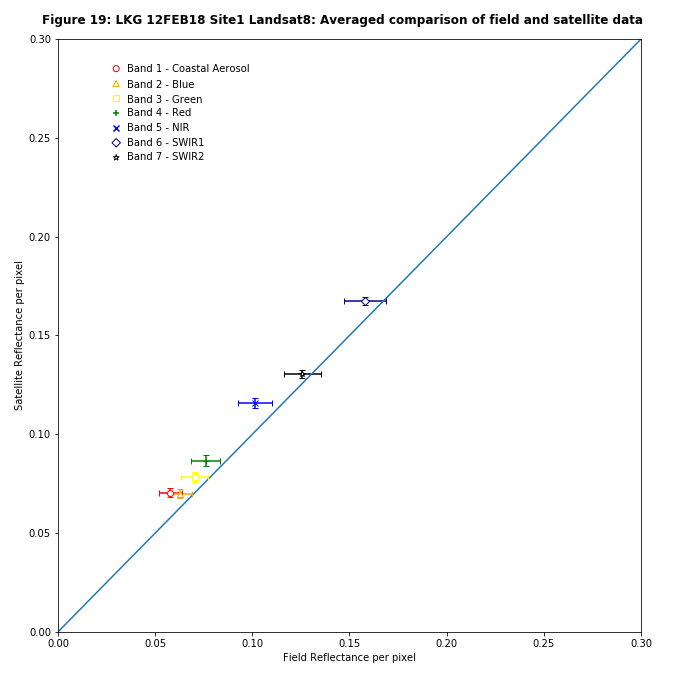 Figure 19: LKG 12FEB18 Site1 Landsat8: Averaged comparison of field and satellite data
0.30
Band 1 - Coastal Aerosol
Band 2 - Blue
Band 3 - Green
Band 4 - Red
Band 5 - NIR
Band 6 - SWIR1
Band 7 - SWIR2
0.25
0.20
0.15
0.10
0.05
0.00
Satellite Reflectance per pixel
0.00 0.05 0.10 0.15 0.20 0.25 0.30
Field Reflectance per pixel